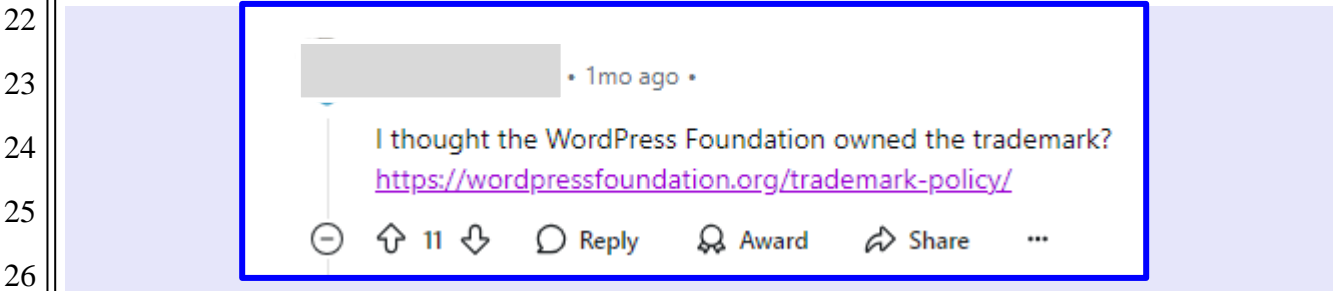 22
23 • 1mo ago •
24 I thought the WordPress Foundation owned the trademark?
https://wordpressfoundation.org/trademark-policy/
25
11 Reply Award Share ...
26